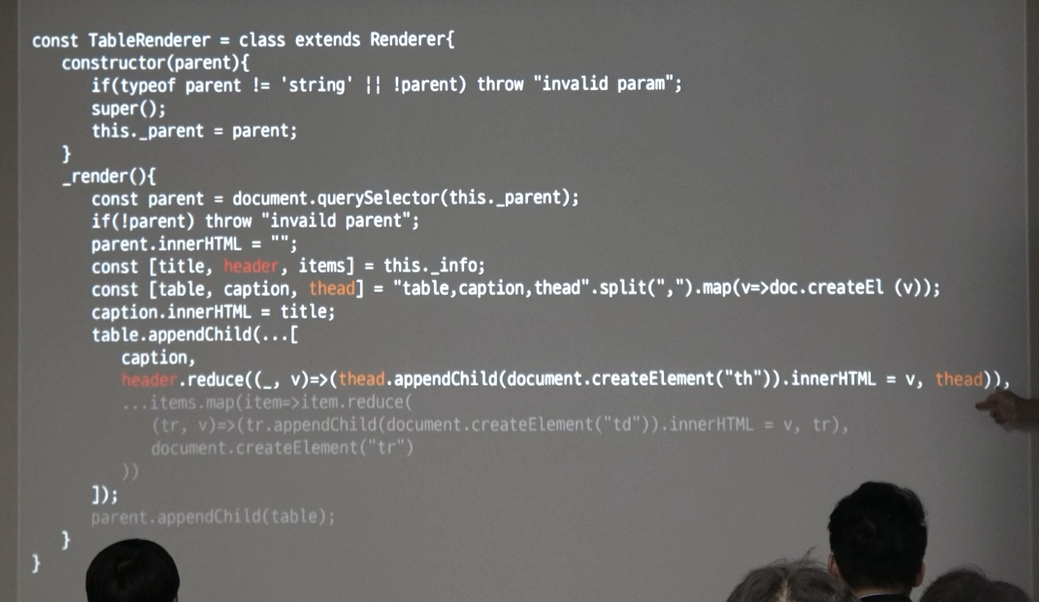 const TableRenderer = class extends Renderer{
constructor(parent){
if(typeof parent != 'string' || !parent) throw "invalid param";
super();
this._parent = parent;
}
_render(){
const parent = document.querySelector(this._parent);
if(!parent) throw "invaild parent";
parent.innerHTML = "";
const [title, header, items] = this._info;
const [table, caption, thead] = "table,caption,thead".split(",").map(v=>doc.createEl (v));
caption.innerHTML = title;
table.appendChild(...[
caption,
header.reduce((_, v)=>(thead.appendChild(document.createElement("th")).innerHTML = v, thead)),
...items.map(item=>item.reduce(
(tr, v)=>(tr.appendChild(document.createElement("td")).innerHTML = v, tr),
document.createElement("tr")
))
]);
parent.appendChild(table);
}
}